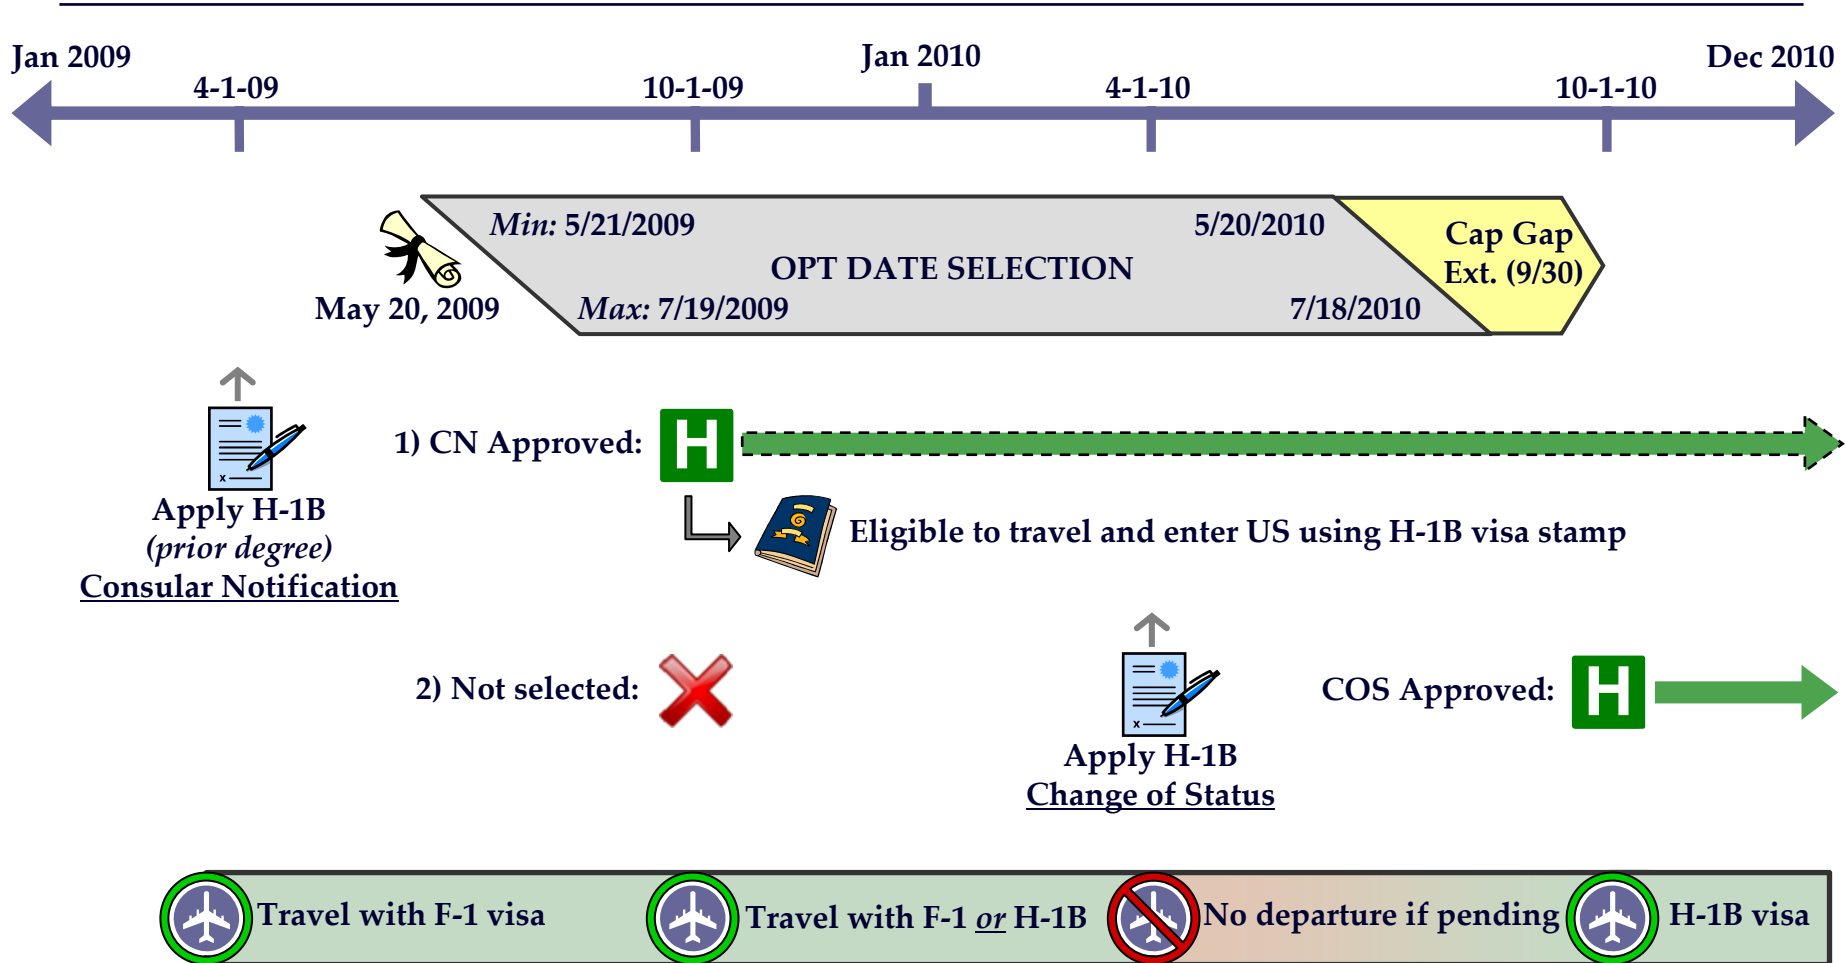 Jan 2009
Jan 2010
Dec 2010
4-1-09
10-1-09
4-1-10
10-1-10
Min: 5/21/2009
5/20/2010
OPT DATE SELECTION
Max: 7/19/2009
7/18/2010
Cap Gap
Ext. (9/30)
May 20, 2009
Apply H-1B
(prior degree)
Consular Notification
1) CN Approved:
H
Eligible to travel and enter US using H-1B visa stamp
2) Not selected:
x
Apply H-1B
Change of Status
x
COS Approved:
H
Travel with F-1 visa
Travel with F-1 or H-1B
No departure if pending
H-1B visa